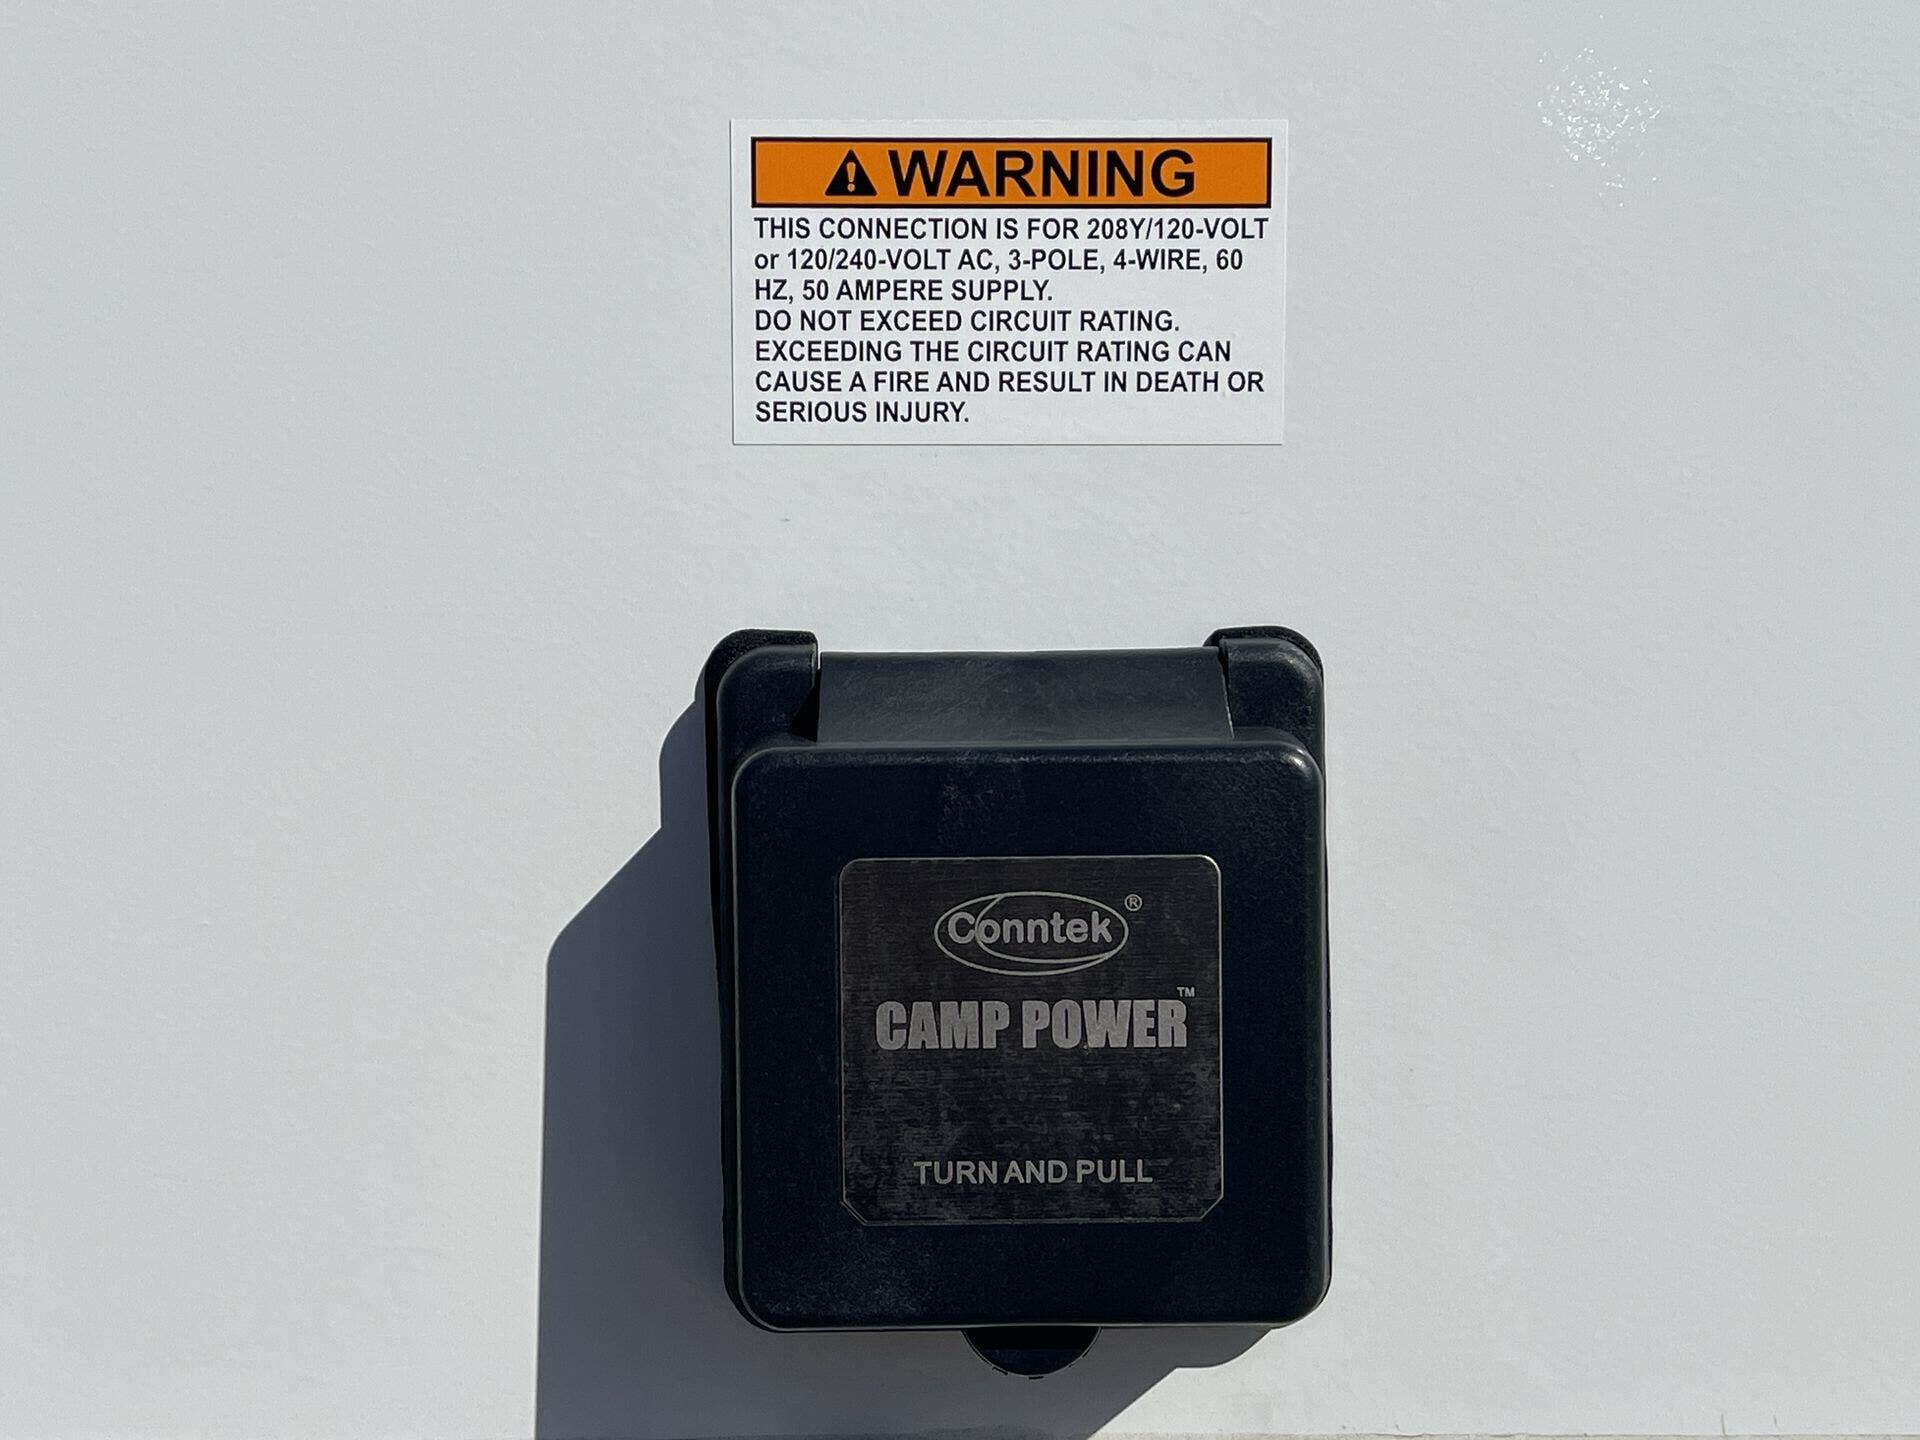 WARNING
THIS CONNECTION IS FOR 208Y/120-VOLT
or 120/240-VOLT AC, 3-POLE, 4-WIRE, 60
HZ, 50 AMPERE SUPPLY.
DO NOT EXCEED CIRCUIT RATING.
EXCEEDING THE CIRCUIT RATING CAN
CAUSE A FIRE AND RESULT IN DEATH OR
SERIOUS INJURY.
Conntek®
CAMP POWER™
TURN AND PULL